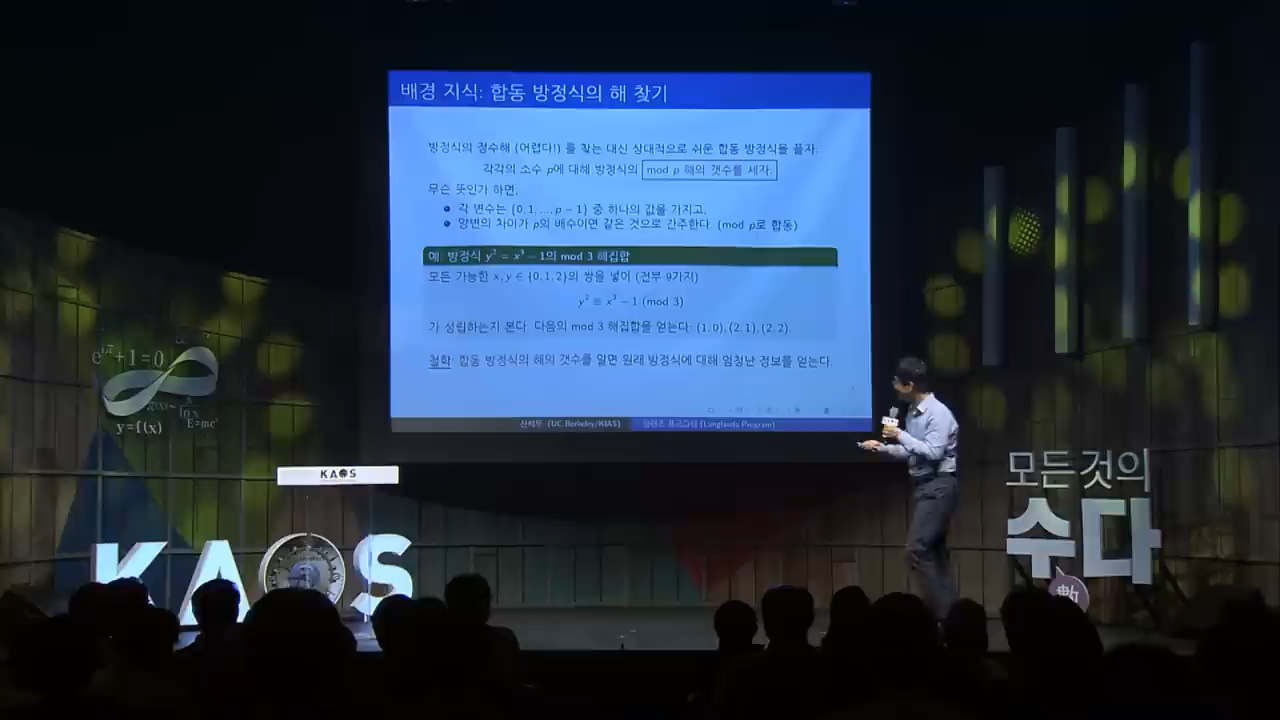 배경 지식: 합동 방정식의 해 찾기
방정식의 정수해 (어렵다!) 를 찾는 대신 상대적으로 쉬운 합동 방정식을 풀자:
각각의 소수 p에 대해 방정식의 mod p 해의 갯수를 세자.
무슨 뜻인가 하면,
각 변수는 {0, 1, ..., p − 1} 중 하나의 값을 가지고,
양변의 차이가 p의 배수이면 같은 것으로 간주한다. (mod p로 합동)
예: 방정식 y² = x³ − 1의 mod 3 해집합
모든 가능한 x, y ∈ {0, 1, 2}의 쌍을 넣어 (전부 9가지)
y² ≡ x³ − 1 (mod 3)
가 성립하는지 본다. 다음의 mod 3 해집합을 얻는다: (1, 0), (2, 1), (2, 2).
철학: 합동 방정식의 해의 갯수를 알면 원래 방정식에 대해 엄청난 정보를 얻는다.
(UC Berkeley/KIAS)
프로그램 (Langlands Program)
e^{iπ}+1=0
y=f(x)
E=mc²
KAOS
KAOS
모든 것의
수다
數